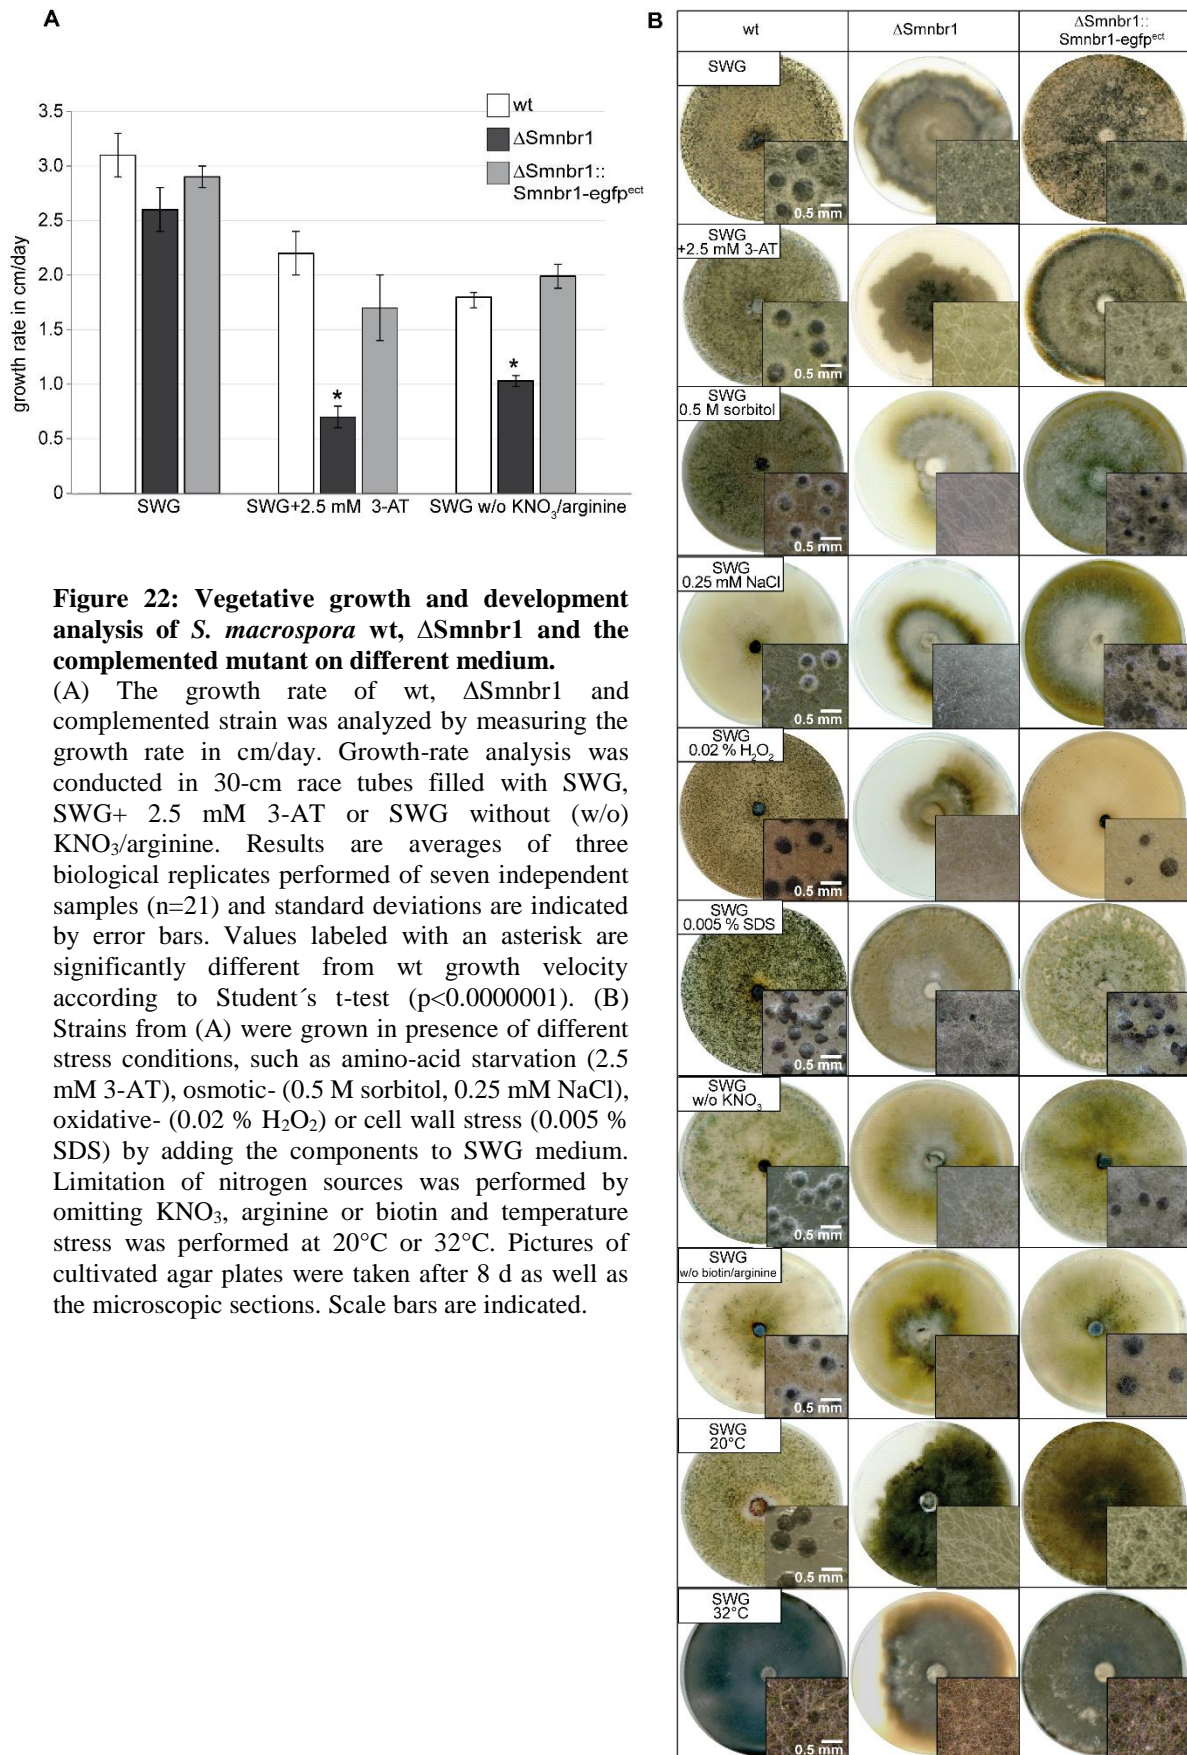 A
3.5
3.0
2.5
2.0
1.5
1.0
0.5
0
growth rate in cm/day
wt
ΔSmnbr1
ΔSmnbr1::
Smnbr1-egfpᵉᶜᵗ
*
*
SWG
SWG+2.5 mM 3-AT
SWG w/o KNO₃/arginine
Figure 22: Vegetative growth and development
analysis of S. macrospora wt, ΔSmnbr1 and the
complemented mutant on different medium.
(A) The growth rate of wt, ΔSmnbr1 and
complemented strain was analyzed by measuring the
growth rate in cm/day. Growth-rate analysis was
conducted in 30-cm race tubes filled with SWG,
SWG+ 2.5 mM 3-AT or SWG without (w/o)
KNO₃/arginine. Results are averages of three
biological replicates performed of seven independent
samples (n=21) and standard deviations are indicated
by error bars. Values labeled with an asterisk are
significantly different from wt growth velocity
according to Student´s t-test (p<0.0000001). (B)
Strains from (A) were grown in presence of different
stress conditions, such as amino-acid starvation (2.5
mM 3-AT), osmotic- (0.5 M sorbitol, 0.25 mM NaCl),
oxidative- (0.02 % H₂O₂) or cell wall stress (0.005 %
SDS) by adding the components to SWG medium.
Limitation of nitrogen sources was performed by
omitting KNO₃, arginine or biotin and temperature
stress was performed at 20°C or 32°C. Pictures of
cultivated agar plates were taken after 8 d as well as
the microscopic sections. Scale bars are indicated.
B
wt
ΔSmnbr1
ΔSmnbr1::
Smnbr1-egfpᵉᶜᵗ
SWG
0.5 mm
SWG
+2.5 mM 3-AT
0.5 mm
SWG
0.5 M sorbitol
0.5 mm
SWG
0.25 mM NaCl
0.5 mm
SWG
0.02 % H₂O₂
0.5 mm
SWG
0.005 % SDS
0.5 mm
SWG
w/o KNO₃
0.5 mm
SWG
w/o biotin/arginine
0.5 mm
SWG
20°C
0.5 mm
SWG
32°C
0.5 mm